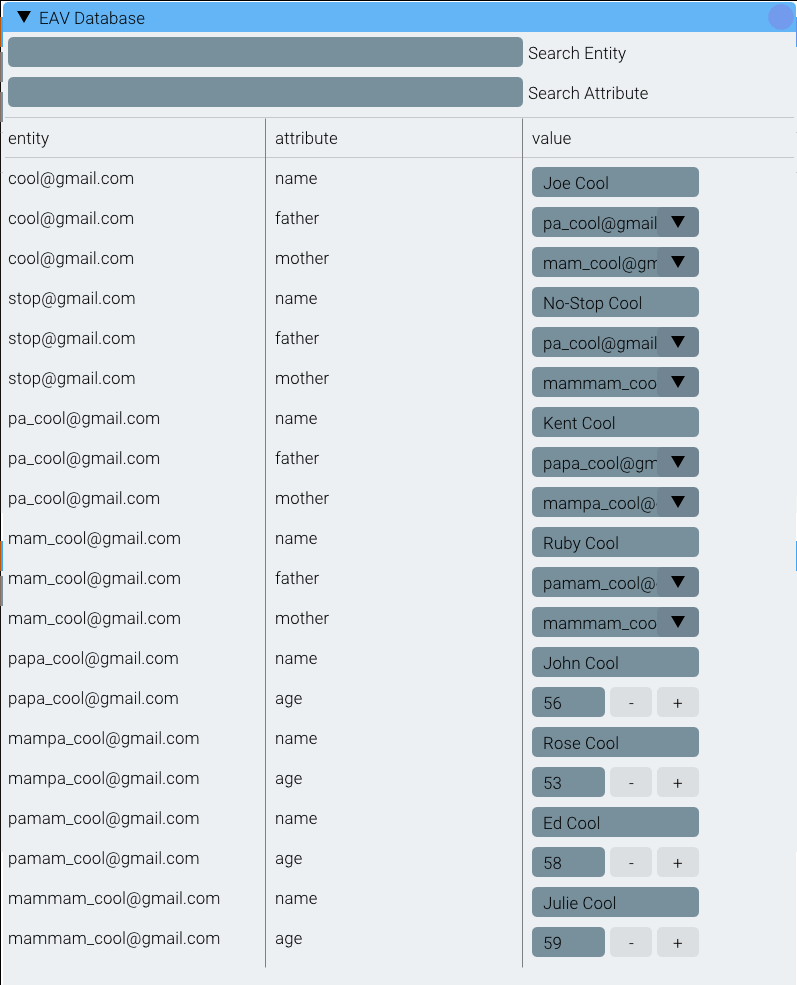 ▼ EAV Database
Search Entity
Search Attribute
entity attribute value
cool@gmail.com name Joe Cool
cool@gmail.com father pa_cool@gmail ▼
cool@gmail.com mother mam_cool@gm ▼
stop@gmail.com name No-Stop Cool
stop@gmail.com father pa_cool@gmail ▼
stop@gmail.com mother mammam_coo ▼
pa_cool@gmail.com name Kent Cool
pa_cool@gmail.com father papa_cool@gm ▼
pa_cool@gmail.com mother mampa_cool@ ▼
mam_cool@gmail.com name Ruby Cool
mam_cool@gmail.com father pamam_cool@ ▼
mam_cool@gmail.com mother mammam_coo ▼
papa_cool@gmail.com name John Cool
papa_cool@gmail.com age 56 - +
mampa_cool@gmail.com name Rose Cool
mampa_cool@gmail.com age 53 - +
pamam_cool@gmail.com name Ed Cool
pamam_cool@gmail.com age 58 - +
mammam_cool@gmail.com name Julie Cool
mammam_cool@gmail.com age 59 - +